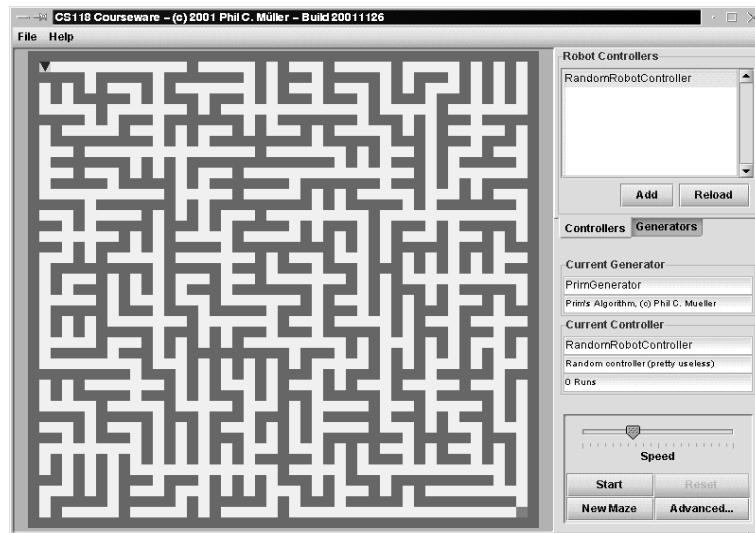 CS118 Courseware – (c) 2001 Phil C. Müller – Build 20011126
File Help
Robot Controllers
RandomRobotController
Add Reload
Controllers Generators
Current Generator
PrimGenerator
Prim's Algorithm, (c) Phil C. Mueller
Current Controller
RandomRobotController
Random controller (pretty useless)
0 Runs
Speed
Start Reset
New Maze Advanced...